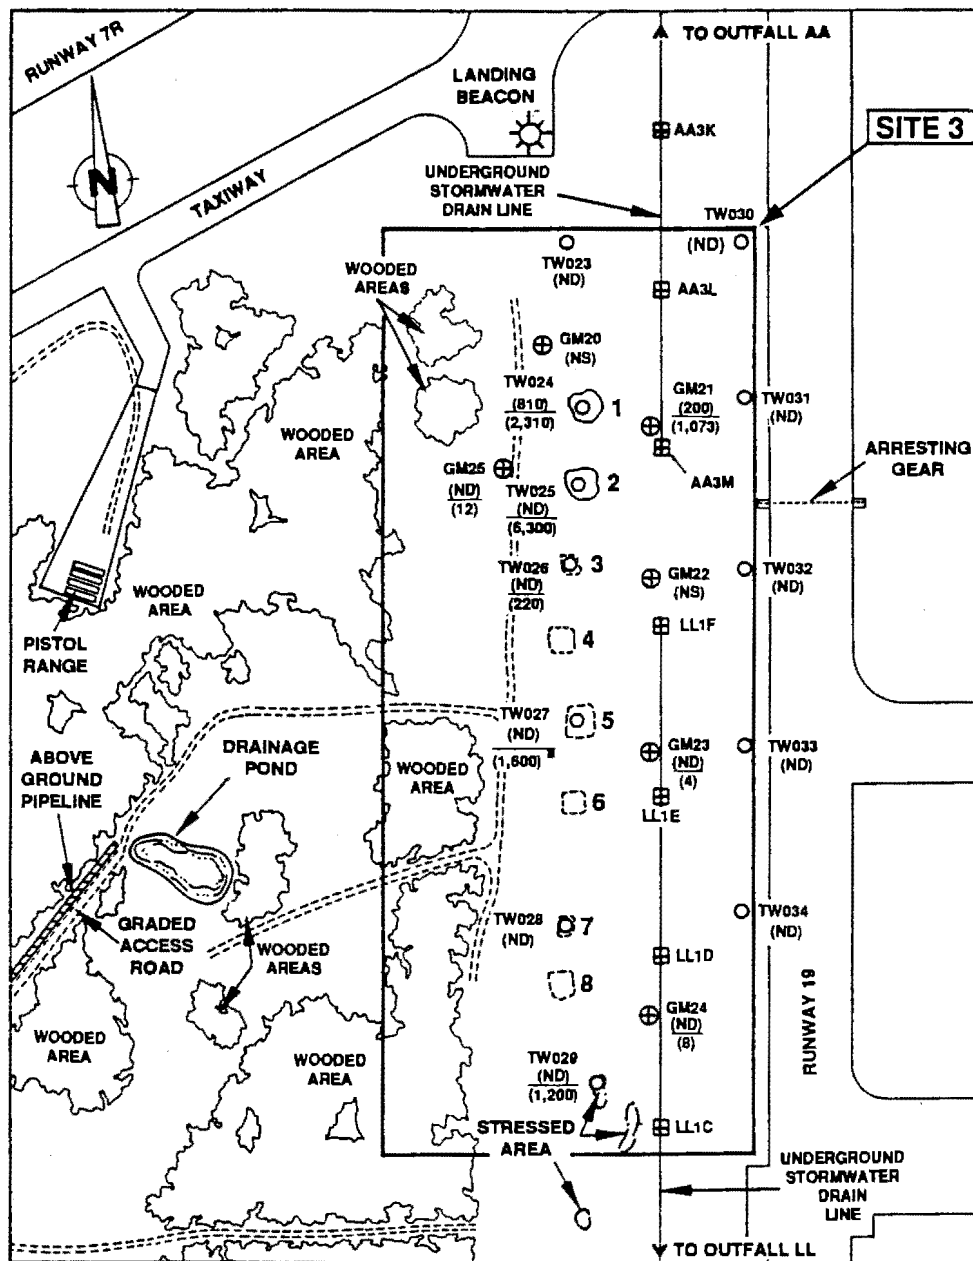 RUNWAY 7R
TO OUTFALL AA
LANDING
BEACON
AA3K
SITE 3
N
TAXIWAY
UNDERGROUND
STORMWATER
DRAIN LINE
TW030
(ND)
TW023
(ND)
WOODED
AREAS
AA3L
GM20
(NS)
TW024
(810)
(2,310)
1
GM21
(200)
(1,073)
TW031
(ND)
WOODED
AREA
ARRESTING
GEAR
GM25
(ND)
(12)
TW025
(ND)
(6,300)
2
AA3M
TW026
(ND)
(220)
3
GM22
(NS)
TW032
(ND)
WOODED
AREA
PISTOL
RANGE
4
LL1F
TW027
(ND)
(1,600)
5
DRAINAGE
POND
ABOVE
GROUND
PIPELINE
WOODED
AREA
GM23
(ND)
(4)
TW033
(ND)
6
LL1E
GRADED
ACCESS
ROAD
TW028
(ND)
7
TW034
(ND)
WOODED
AREAS
LL1D
8
GM24
(ND)
(8)
RUNWAY 19
WOODED
AREA
WOODED
AREA
TW029
(ND)
(1,200)
STRESSED
AREA
LL1C
UNDERGROUND
STORMWATER
DRAIN
LINE
TO OUTFALL LL